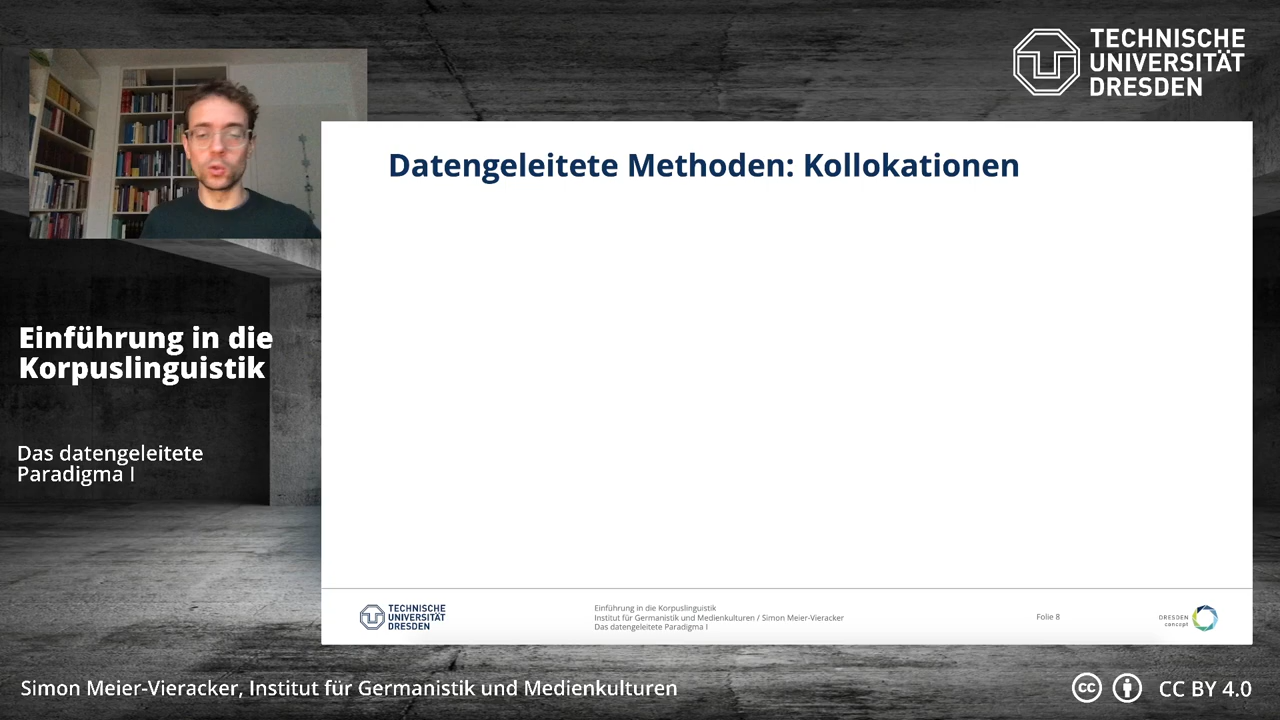 TECHNISCHE
UNIVERSITÄT
DRESDEN
Datengeleitete Methoden: Kollokationen
Einführung in die
Korpuslinguistik
Das datengeleitete
Paradigma I
TECHNISCHE
UNIVERSITÄT
DRESDEN
Einführung in die Korpuslinguistik
Institut für Germanistik und Medienkulturen / Simon Meier-Vieracker
Das datengeleitete Paradigma I
Folie 8
DRESDEN
concept
Simon Meier-Vieracker, Institut für Germanistik und Medienkulturen
cc
CC BY 4.0